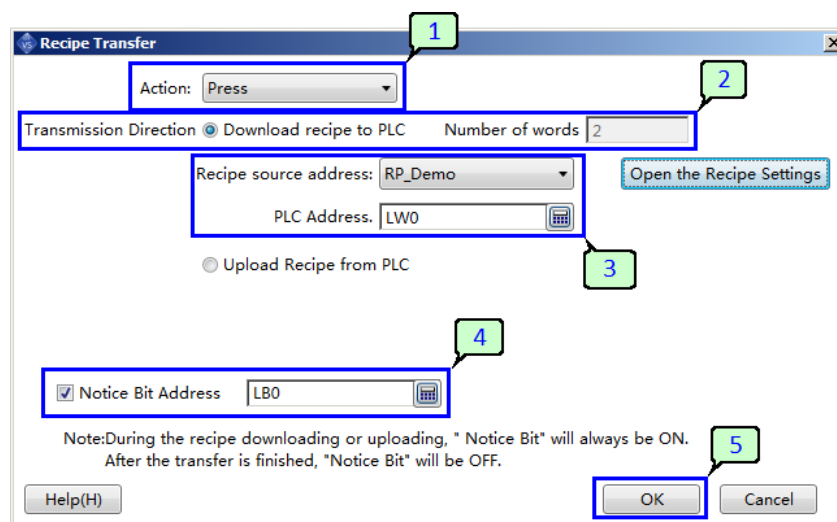 1
Recipe Transfer
Action: Press
2
Transmission Direction Download recipe to PLC Number of words 2
Recipe source address: RP_Demo Open the Recipe Settings
PLC Address. LW0
Upload Recipe from PLC
3
4
Notice Bit Address LB0
Note:During the recipe downloading or uploading, " Notice Bit" will always be ON.
After the transfer is finished, "Notice Bit" will be OFF.
5
Help(H) OK Cancel